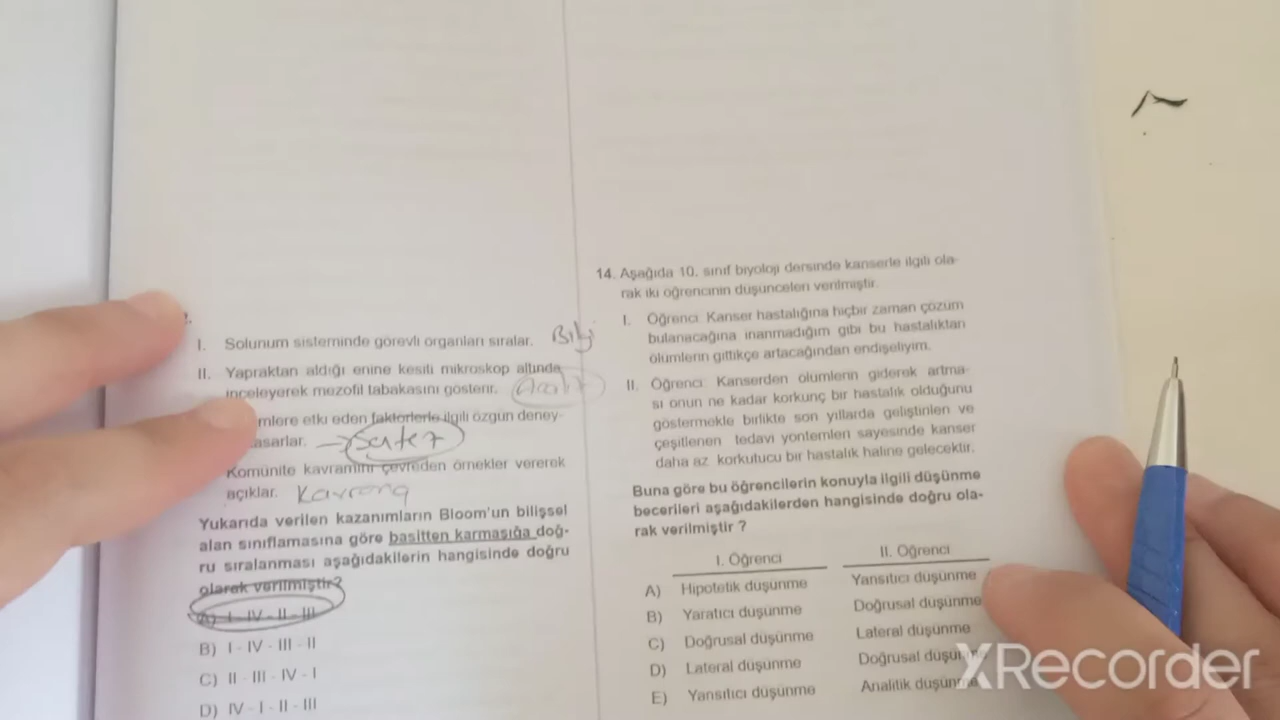 I. Solunum sisteminde görevli organları sıralar. Bilgi
II. Yapraktan aldığı enine kesiti mikroskop altında
inceleyerek mezofil tabakasını gösterir.
mlere etki eden faktörlerle ilgili özgün deney-
asarlar. Sentez
Komünite kavramını çevreden örnekler vererek
açıklar. Kavrama
Yukarıda verilen kazanımların Bloom'un bilişsel
alan sınıflamasına göre basitten karmaşığa doğ-
ru sıralanması aşağıdakilerin hangisinde doğru
olarak verilmiştir?
A) I - IV - II - III
B) I - IV - III - II
C) II - III - IV - I
D) IV - I - II - III
14. Aşağıda 10. sınıf biyoloji dersinde kanserle ilgili ola-
rak iki öğrencinin düşünceleri verilmiştir.
I. Öğrenci: Kanser hastalığına hiçbir zaman çözüm
bulanacağına inanmadığım gibi bu hastalıktan
ölümlerin gittikçe artacağından endişeliyim.
II. Öğrenci: Kanserden ölümlerin giderek artma-
sı onun ne kadar korkunç bir hastalık olduğunu
göstermekle birlikte son yıllarda geliştirilen ve
çeşitlenen tedavi yöntemleri sayesinde kanser
daha az korkutucu bir hastalık haline gelecektir.
Buna göre bu öğrencilerin konuyla ilgili düşünme
becerileri aşağıdakilerden hangisinde doğru ola-
rak verilmiştir ?
I. Öğrenci II. Öğrenci
A) Hipotetik düşünme Yansıtıcı düşünme
B) Yaratıcı düşünme Doğrusal düşünme
C) Doğrusal düşünme Lateral düşünme
D) Lateral düşünme Doğrusal
E) Yansıtıcı düşünme Analitik
XRecorder